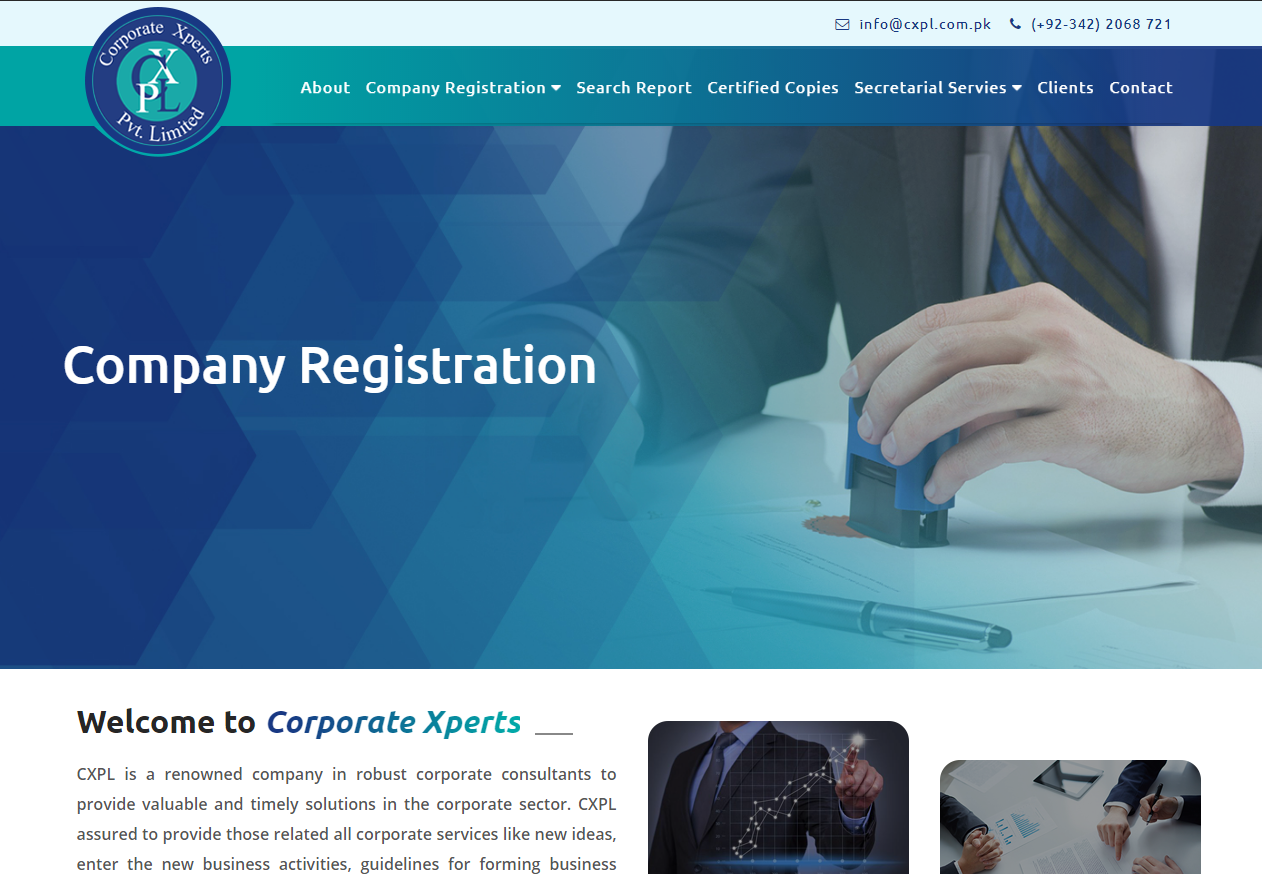 info@cxpl.com.pk (+92-342) 2068 721
Corporate Xperts
CXPL
Pvt. Limited
About Company Registration Search Report Certified Copies Secretarial Servies Clients Contact
Company Registration
Welcome to Corporate Xperts
CXPL is a renowned company in robust corporate consultants to
provide valuable and timely solutions in the corporate sector. CXPL
assured to provide those related all corporate services like new ideas,
enter the new business activities, guidelines for forming business